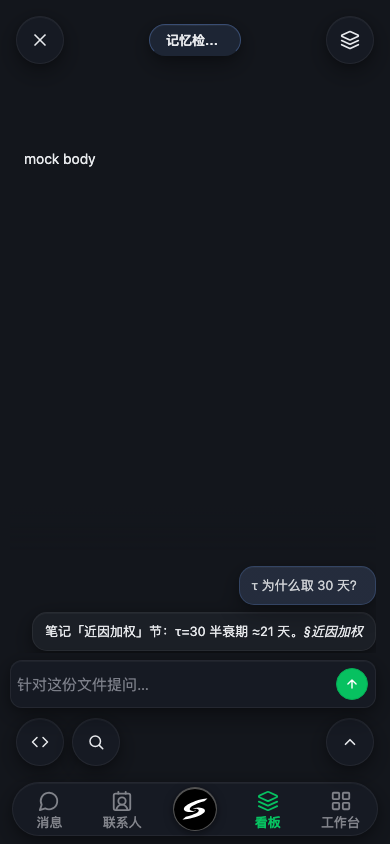 记忆检...
mock body
τ 为什么取 30 天?
笔记「近因加权」节：τ=30 半衰期 ≈21 天。§近因加权
针对这份文件提问...
消息
联系人
看板
工作台